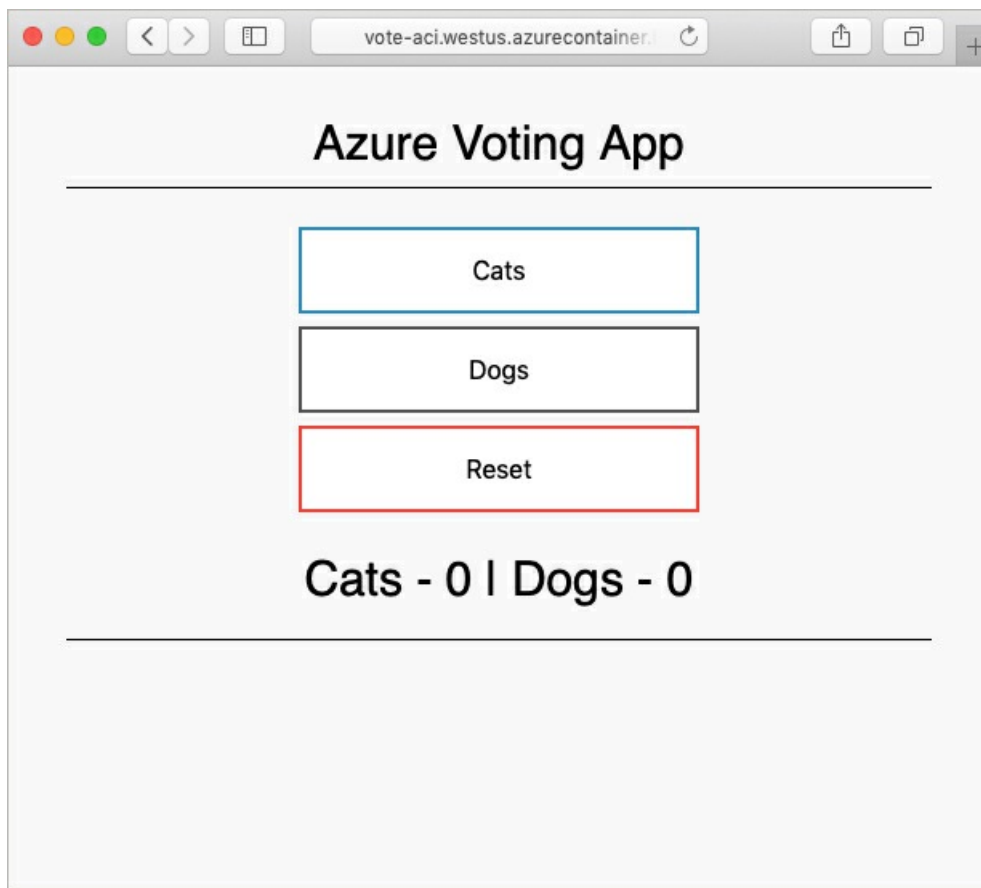 vote-aci.westus.azurecontainer.
Azure Voting App
Cats
Dogs
Reset
Cats - 0 | Dogs - 0